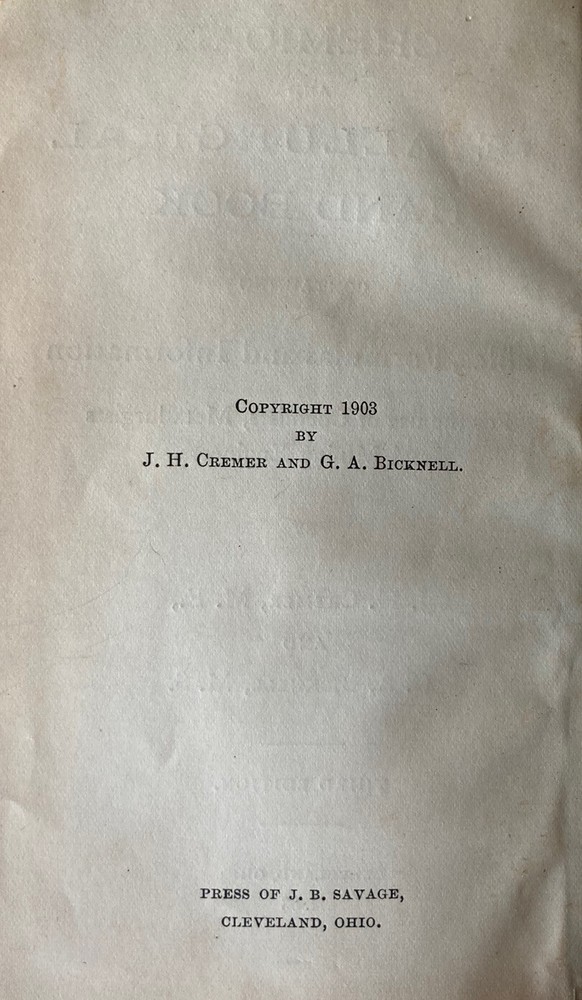 COPYRIGHT 1903
BY
J. H. CREMER AND G. A. BICKNELL.
PRESS OF J. B. SAVAGE,
CLEVELAND, OHIO.